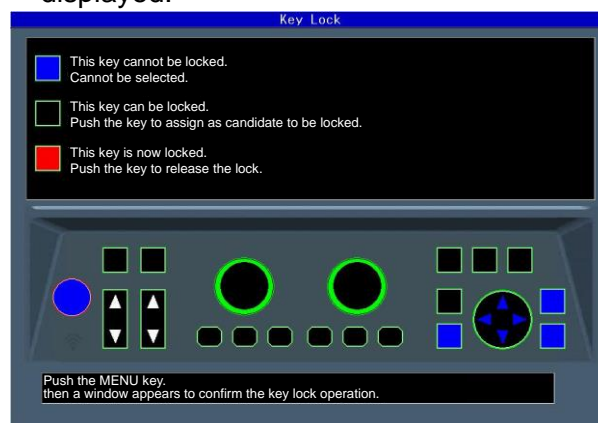 displayed.
Key Lock
This key cannot be locked.
Cannot be selected.
This key can be locked.
Push the key to assign as candidate to be locked.
This key is now locked.
Push the key to release the lock.
Push the MENU key.
then a window appears to confirm the key lock operation.